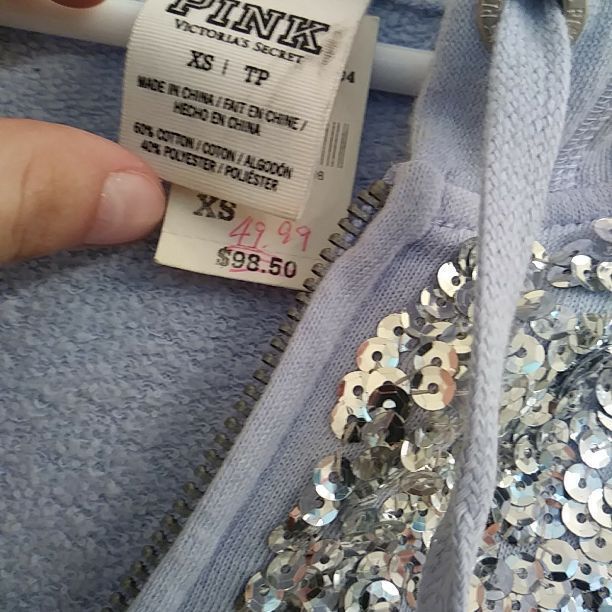 PINK
VICTORIA'S SECRET
XS | TP
MADE IN CHINA / FAIT EN CHINE /
HECHO EN CHINA
60% COTTON / COTON / ALGODÓN
40% POLYESTER / POLIÉSTER
XS
49.99
$98.50